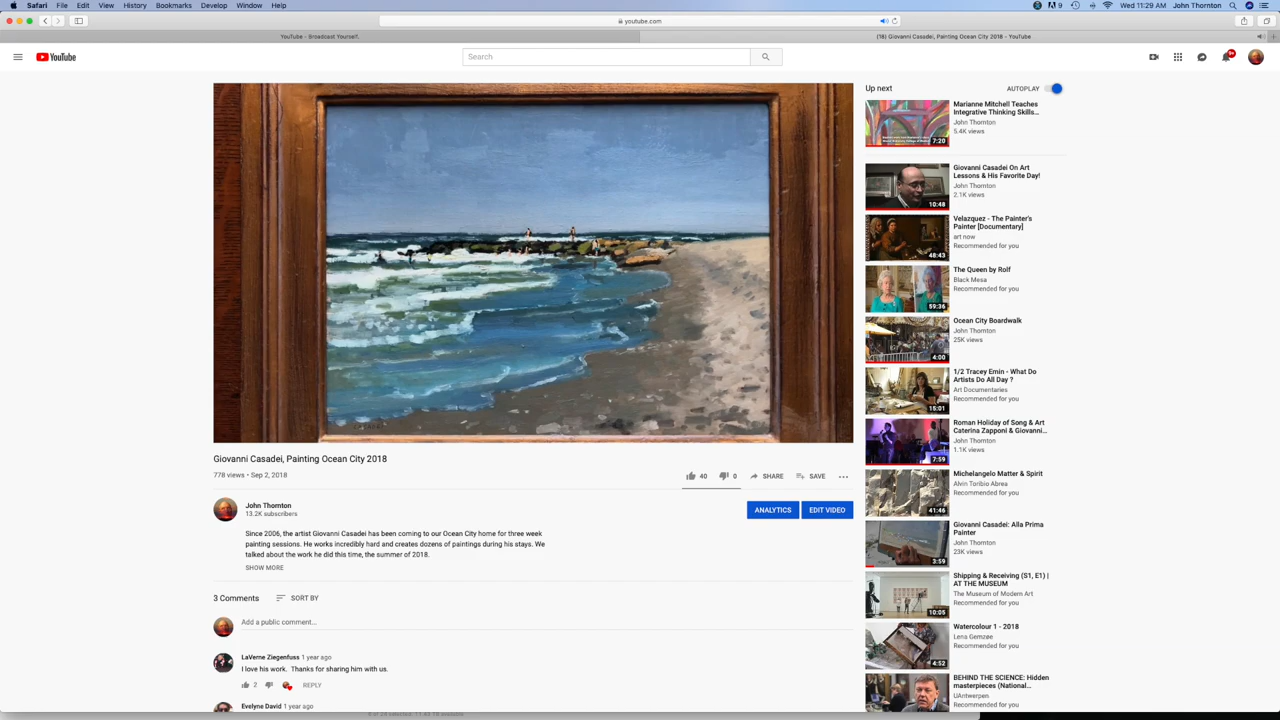 Safari File Edit View History Bookmarks Develop Window Help
9 Wed 11:29 AM John Thornton
youtube.com
YouTube - Broadcast Yourself.
(18) Giovanni Casadei, Painting Ocean City 2018 - YouTube
YouTube
Search
9+
Up next
AUTOPLAY
Marianne Mitchell Teaches
Integrative Thinking Skills...
John Thornton
5.4K views
7:20
Giovanni Casadei On Art
Lessons & His Favorite Day!
John Thornton
2.1K views
10:48
Velazquez - The Painter's
Painter [Documentary]
art now
Recommended for you
48:43
The Queen by Rolf
Black Mesa
Recommended for you
59:36
Ocean City Boardwalk
John Thornton
25K views
4:00
1/2 Tracey Emin - What Do
Artists Do All Day ?
Art Documentaries
Recommended for you
15:01
Roman Holiday of Song & Art
Caterina Zapponi & Giovanni...
John Thornton
1.1K views
7:59
Michelangelo Matter & Spirit
Alvin Toribio Abrea
Recommended for you
41:46
Giovanni Casadei: Alla Prima
Painter
John Thornton
23K views
3:59
Shipping & Receiving (S1, E1) |
AT THE MUSEUM
The Museum of Modern Art
Recommended for you
10:05
Watercolour 1 - 2018
Lena Gemzøe
Recommended for you
4:52
BEHIND THE SCIENCE: Hidden
masterpieces (National...
UAntwerpen
Recommended for you
Giovanni Casadei, Painting Ocean City 2018
778 views • Sep 2, 2018
40 0 SHARE SAVE
John Thornton
13.2K subscribers
ANALYTICS EDIT VIDEO
Since 2006, the artist Giovanni Casadei has been coming to our Ocean City home for three week
painting sessions. He works incredibly hard and creates dozens of paintings during his stays. We
talked about the work he did this time, the summer of 2018.
SHOW MORE
3 Comments SORT BY
Add a public comment...
LaVerne Ziegenfuss 1 year ago
I love his work. Thanks for sharing him with us.
2 REPLY
Evelyne David 1 year ago